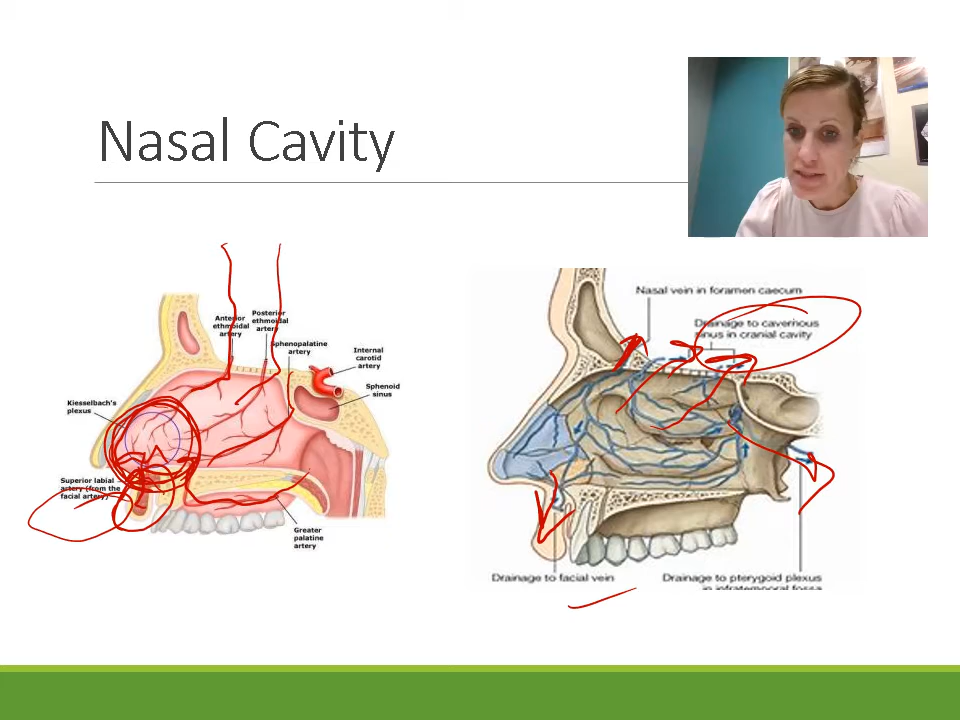 Nasal Cavity
Anterior
ethmoidal
artery
Posterior
ethmoidal
artery
Sphenopalatine
artery
Internal
carotid
artery
Sphenoid
sinus
Kiesselbach's
plexus
Superior labial
artery (from the
facial artery)
Greater
palatine
artery
Nasal vein in foramen caecum
Drainage to cavernous
sinus in cranial cavity
Drainage to facial vein
Drainage to pterygoid plexus
in infratemporal fossa